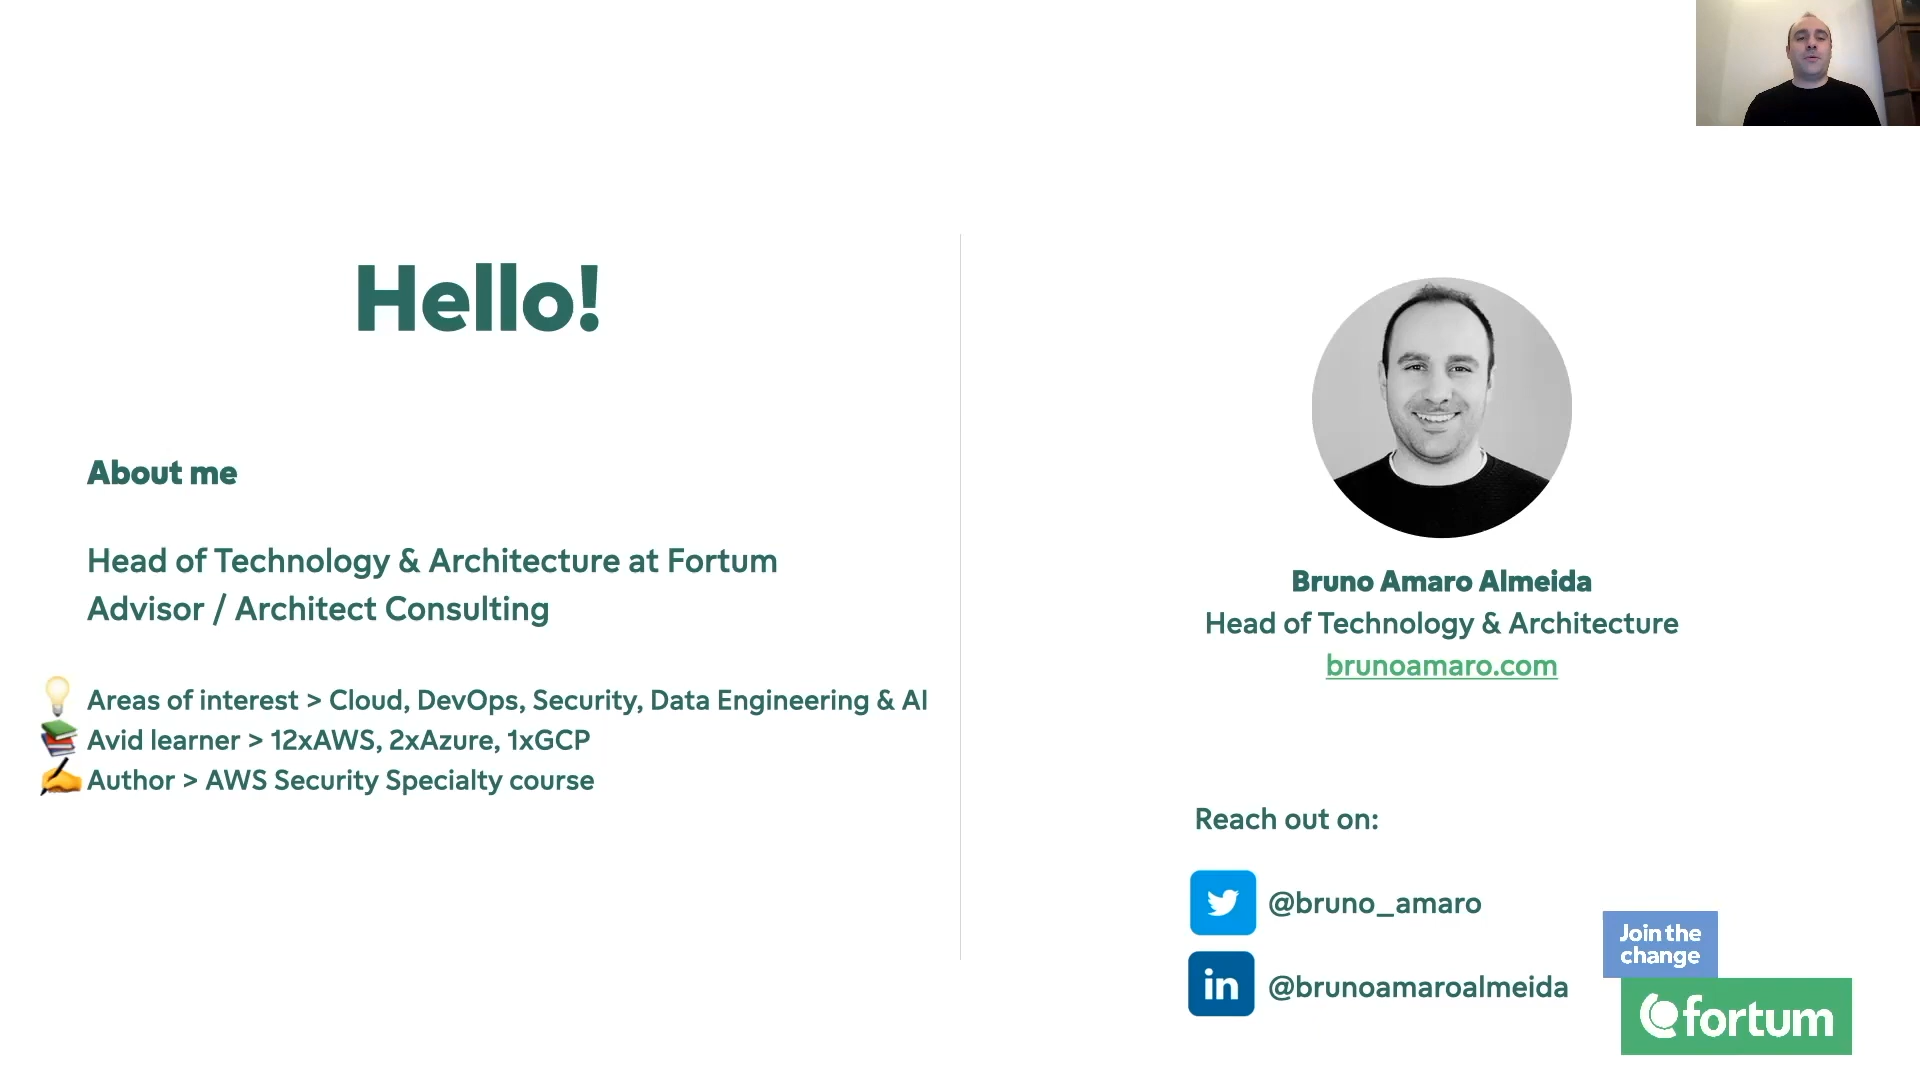 Hello!
About me
Head of Technology & Architecture at Fortum
Advisor / Architect Consulting
Areas of interest > Cloud, DevOps, Security, Data Engineering & AI
Avid learner > 12xAWS, 2xAzure, 1xGCP
Author > AWS Security Specialty course
Bruno Amaro Almeida
Head of Technology & Architecture
brunoamaro.com
Reach out on:
@bruno_amaro
in
@brunoamaroalmeida
Join the
change
fortum